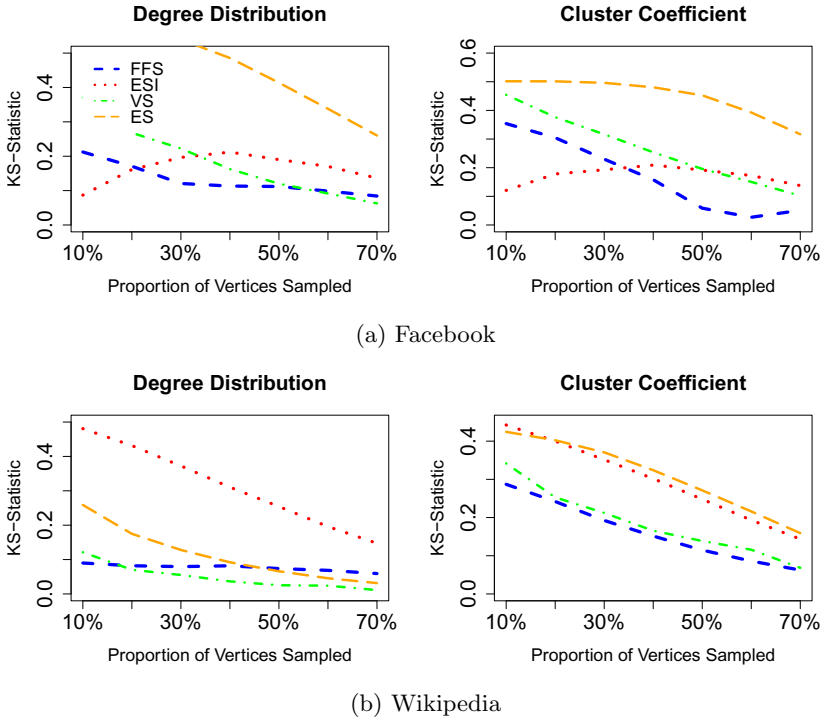 Degree Distribution
KS−Statistic
0.0 0.2 0.4
FFS
ESI
VS
ES
10% 30% 50% 70%
Proportion of Vertices Sampled
Cluster Coefficient
KS−Statistic
0.0 0.2 0.4 0.6
10% 30% 50% 70%
Proportion of Vertices Sampled
(a) Facebook
Degree Distribution
KS−Statistic
0.0 0.2 0.4
10% 30% 50% 70%
Proportion of Vertices Sampled
Cluster Coefficient
KS−Statistic
0.0 0.2 0.4
10% 30% 50% 70%
Proportion of Vertices Sampled
(b) Wikipedia